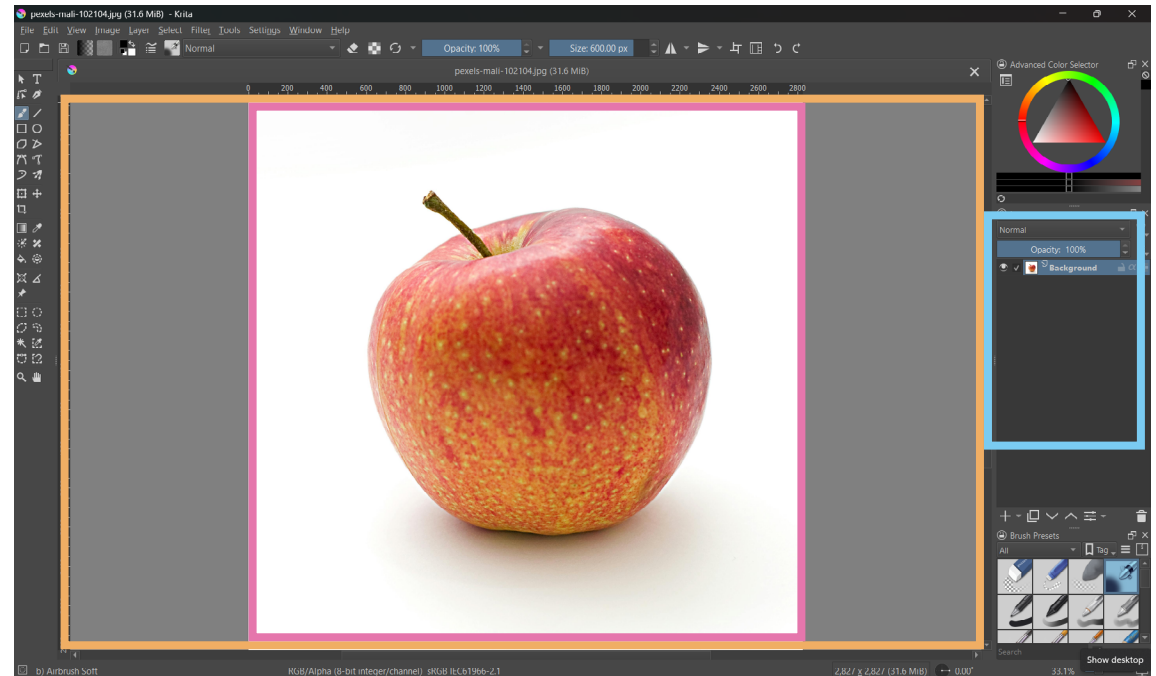 pexels-mali-102104.jpg (31.6 MiB) - Krita
File Edit View Image Layer Select Filter Tools Settings Window Help
Normal Opacity: 100% Size: 600.00 px
pexels-mali-102104.jpg (31.6 MiB)
0 200 400 600 800 1000 1200 1400 1600 1800 2000 2200 2400 2600 2800
Advanced Color Selector
Normal
Opacity: 100%
Background
Brush Presets
All Tag
Search
Show desktop
b) Airbrush Soft RGB/Alpha (8-bit integer/channel) sRGB IEC61966-2.1 2,827 x 2,827 (31.6 MiB) 0.00° 33.1%